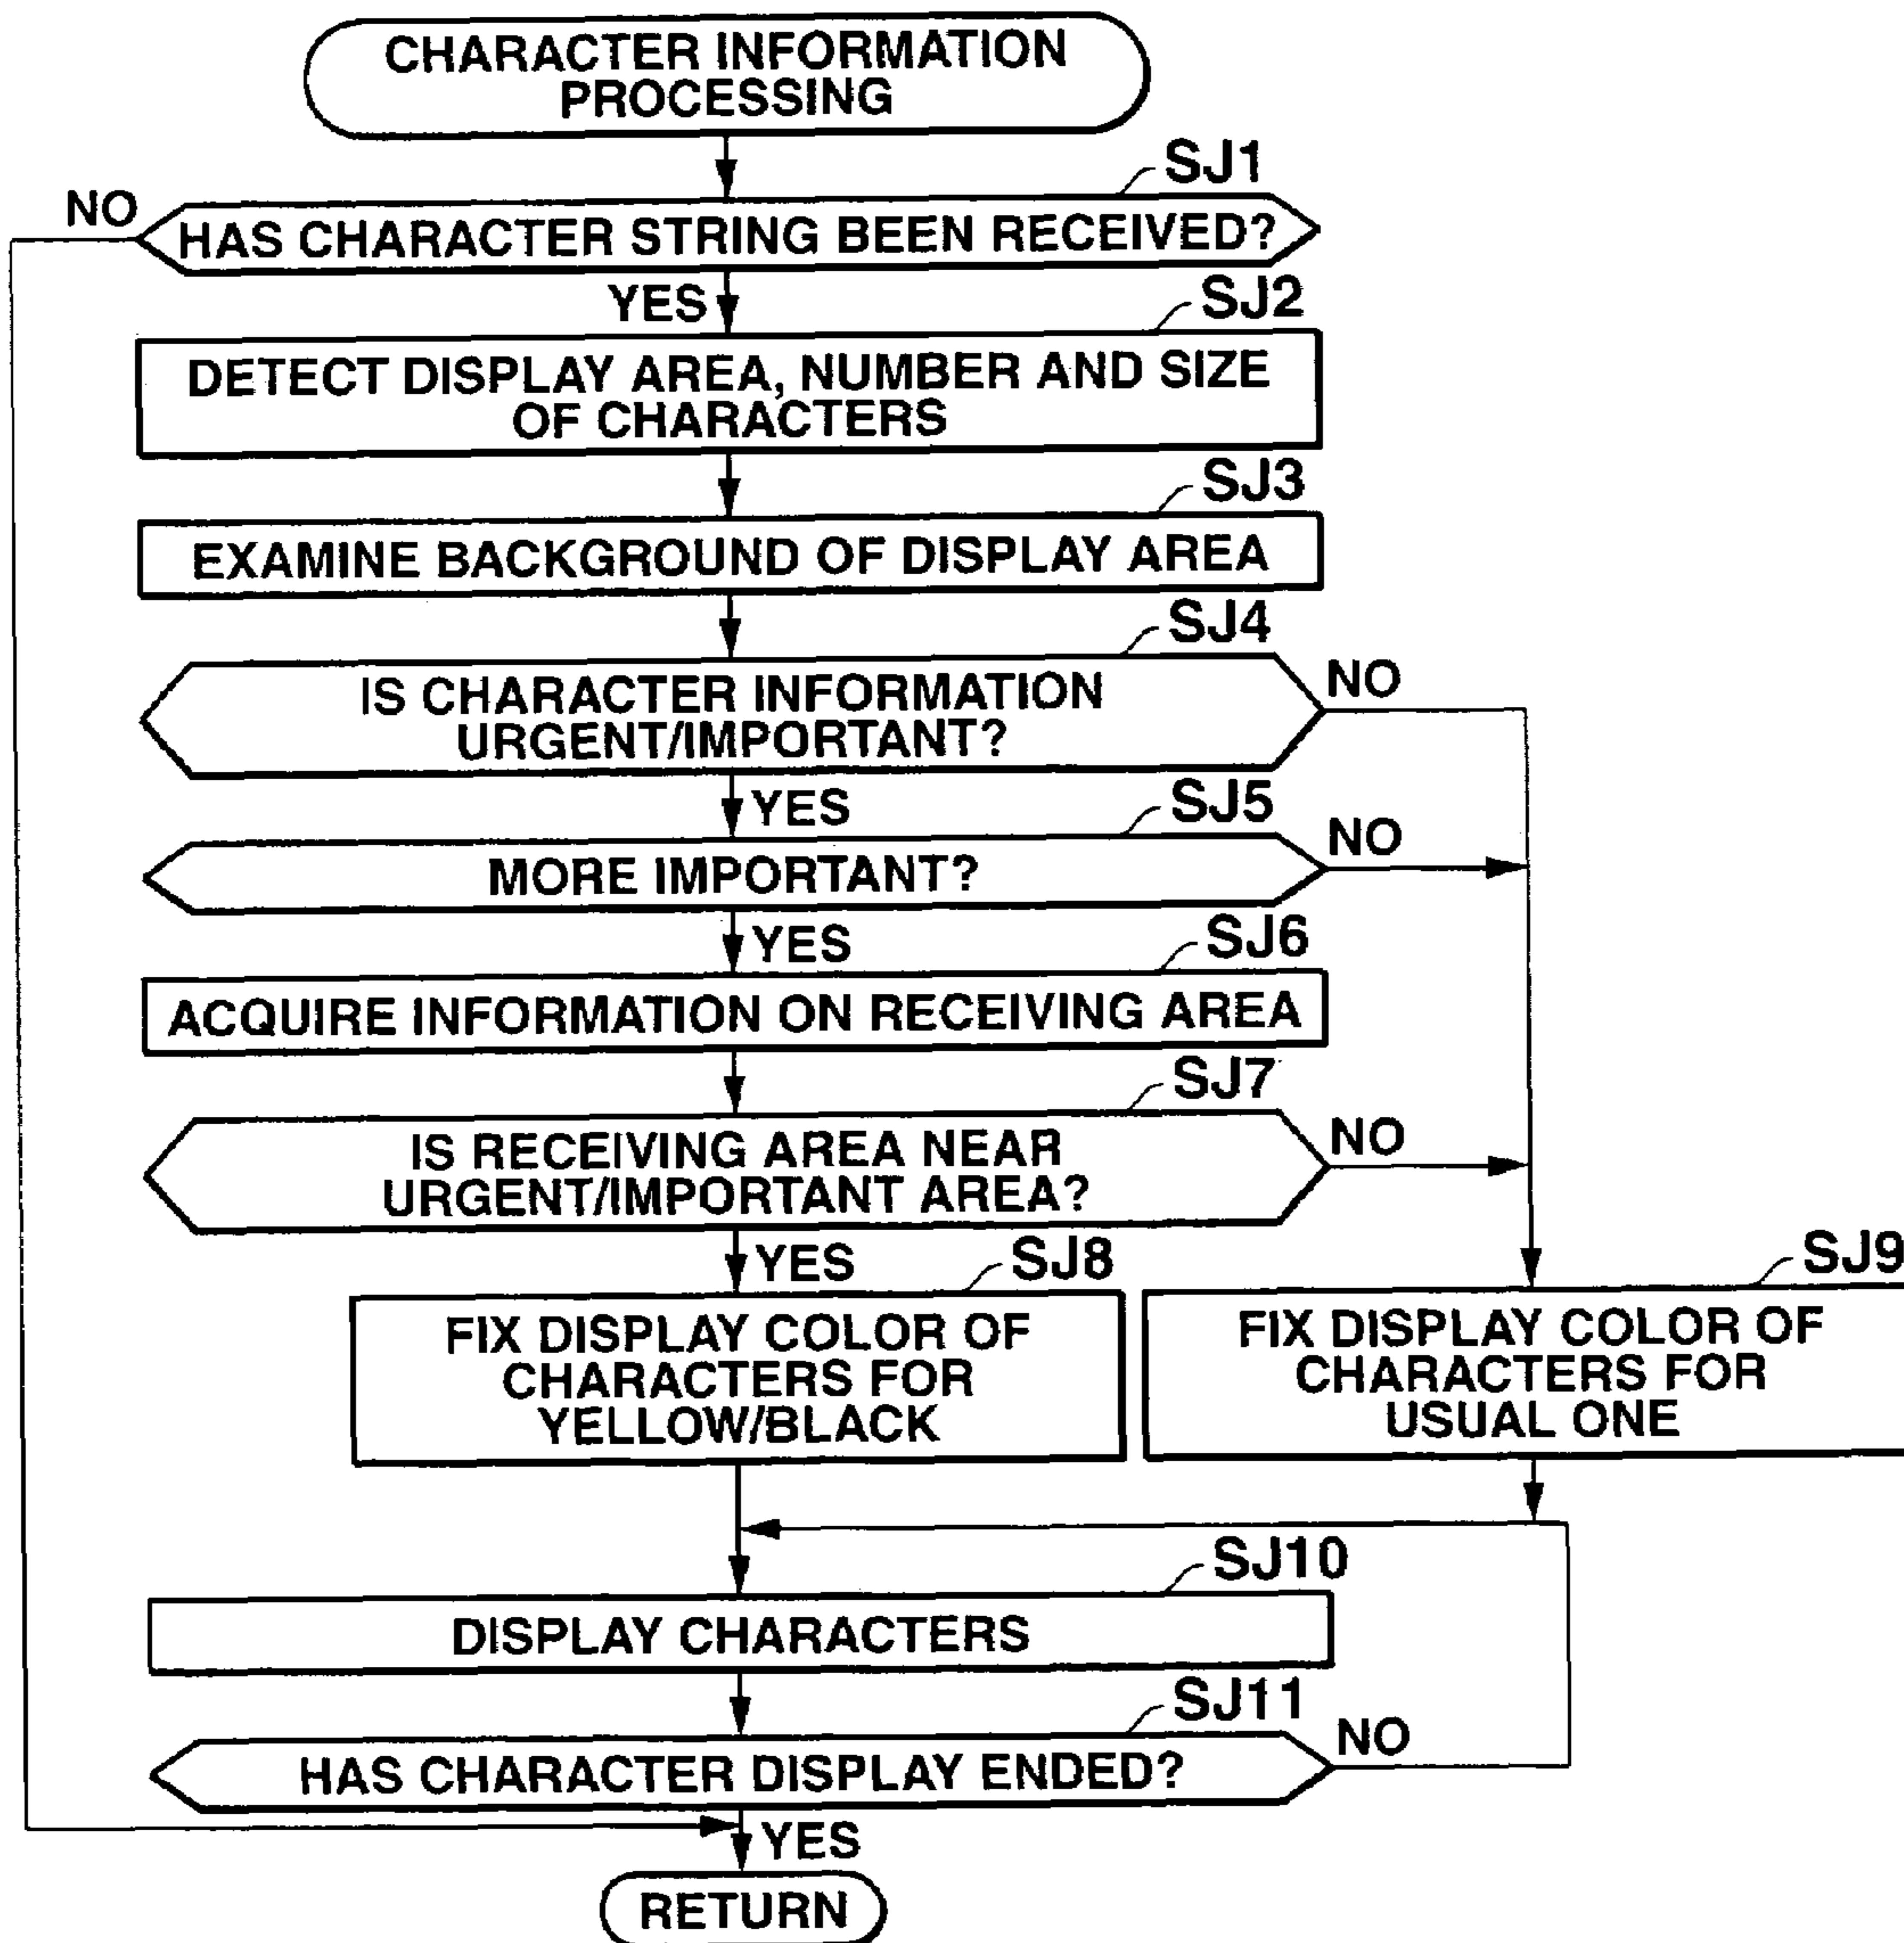 CHARACTER INFORMATION
PROCESSING
SJ1
NO
HAS CHARACTER STRING BEEN RECEIVED?
YES
SJ2
DETECT DISPLAY AREA, NUMBER AND SIZE
OF CHARACTERS
SJ3
EXAMINE BACKGROUND OF DISPLAY AREA
SJ4
IS CHARACTER INFORMATION
URGENT/IMPORTANT?
NO
YES
SJ5
MORE IMPORTANT?
NO
YES
SJ6
ACQUIRE INFORMATION ON RECEIVING AREA
SJ7
IS RECEIVING AREA NEAR
URGENT/IMPORTANT AREA?
NO
YES
SJ8
FIX DISPLAY COLOR OF
CHARACTERS FOR
YELLOW/BLACK
SJ9
FIX DISPLAY COLOR OF
CHARACTERS FOR
USUAL ONE
SJ10
DISPLAY CHARACTERS
SJ11
HAS CHARACTER DISPLAY ENDED?
NO
YES
RETURN